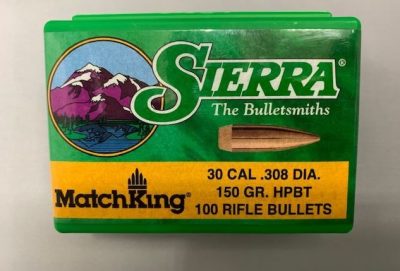 SIERRA®
The Bulletsmiths
MatchKing®
30 CAL .308 DIA.
150 GR. HPBT
100 RIFLE BULLETS